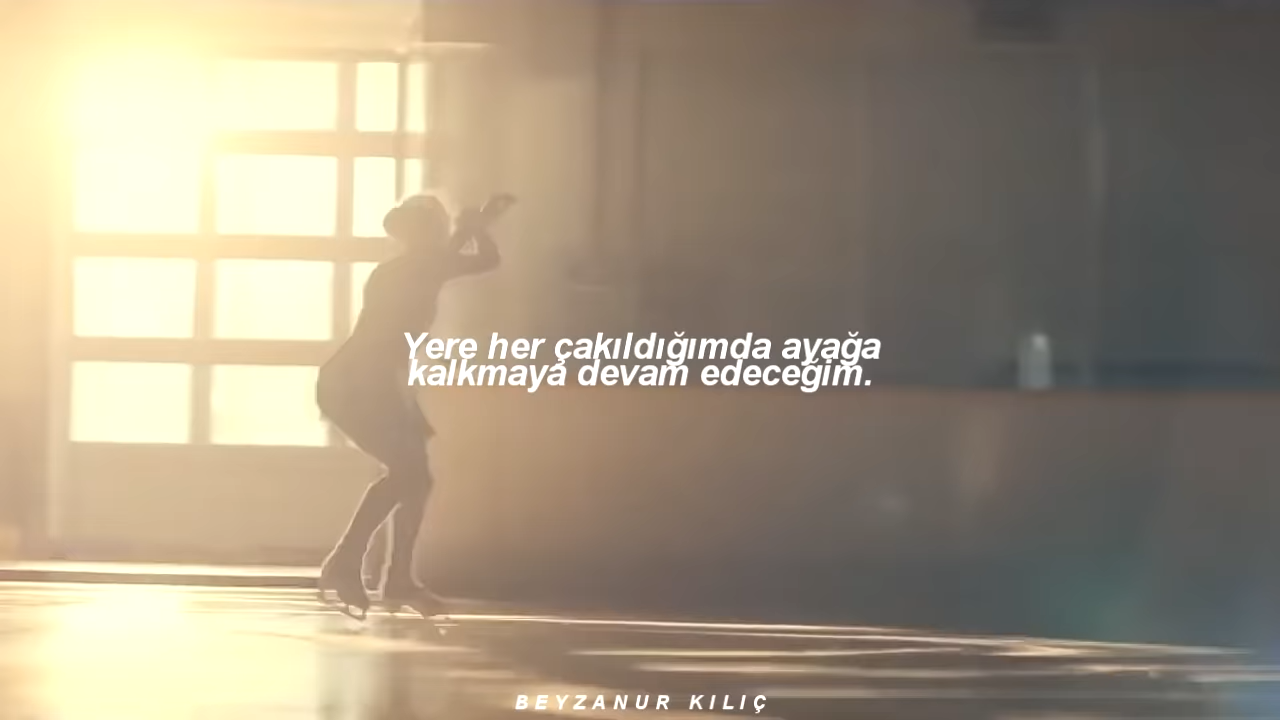 Yere her çakıldığımda ayağa
kalkmaya devam edeceğim.
BEYZANUR KILIÇ